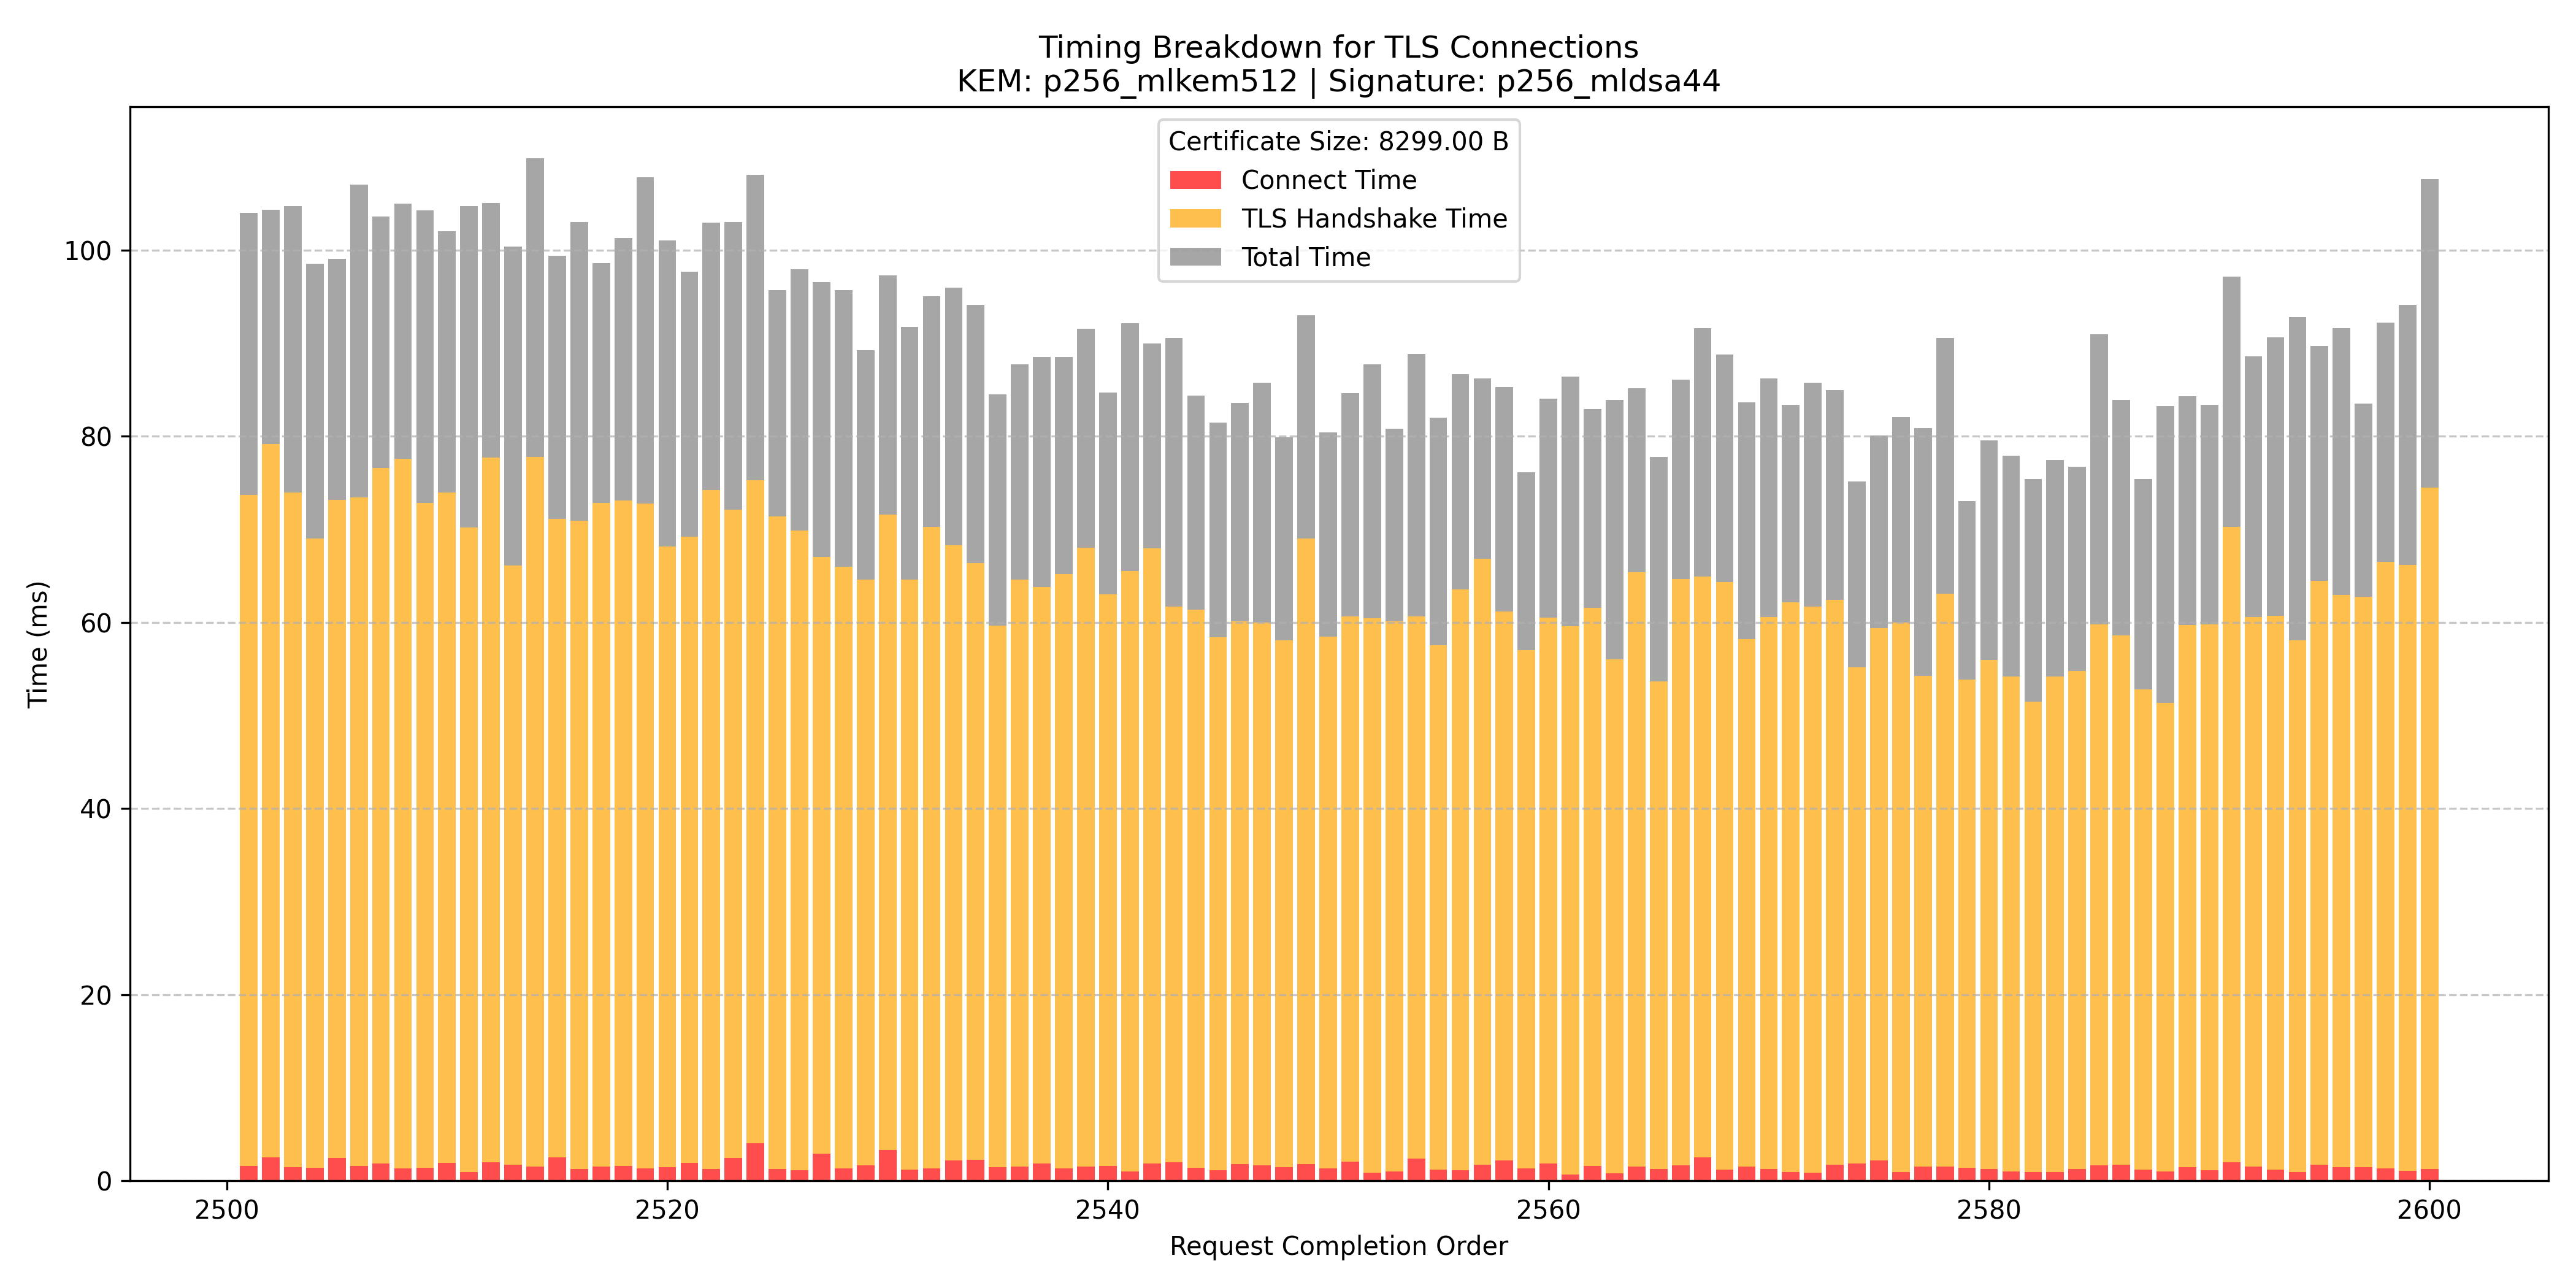 Timing Breakdown for TLS Connections
KEM: p256_mlkem512 | Signature: p256_mldsa44
Certificate Size: 8299.00 B
Connect Time
TLS Handshake Time
Total Time
Time (ms)
100
80
60
40
20
0
2500 2520 2540 2560 2580 2600
Request Completion Order